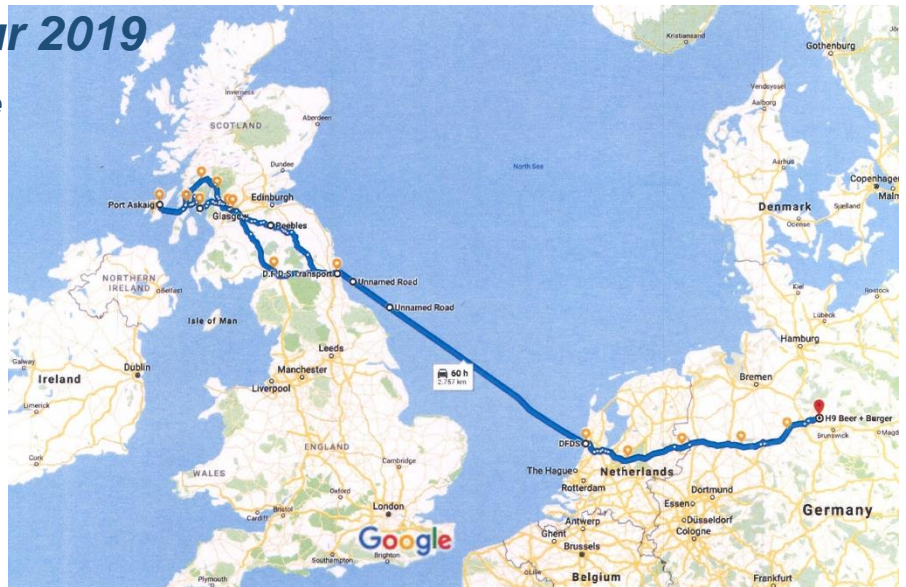 ur 2019
e
Kristiansand
Gothenburg
Inverness
Aberdeen
SCOTLAND
Vendsyssel
Aalborg
North Sea
Dundee
Aarhus
Port Askaig
Edinburgh
Copenhagen
Glasgow
Malm
Peebles
Denmark
Sjælland
Odense
NORTHERN
IRELAND
Belfast
D.F.D.S Transport
Unnamed Road
Unnamed Road
Kiel
Rostock
Isle of Man
Lübeck
Leeds
Hamburg
Galway
Dublin
Manchester
Liverpool
60 h
2.757 km
Bremen
Ireland
Limerick
H9 Beer + Burger
Brunswick
Magd
ENGLAND
DFDS
Cork
WALES
Cambridge
The Hague
Netherlands
Rotterdam
Oxford
Dortmund
Essen
Cardiff
Bristol
London
Antwerp
Düsseldorf
Germany
Google
Ghent
Cologne
Brussels
Southampton
Brighton
Lille
Belgium
Frankfurt
Plymouth